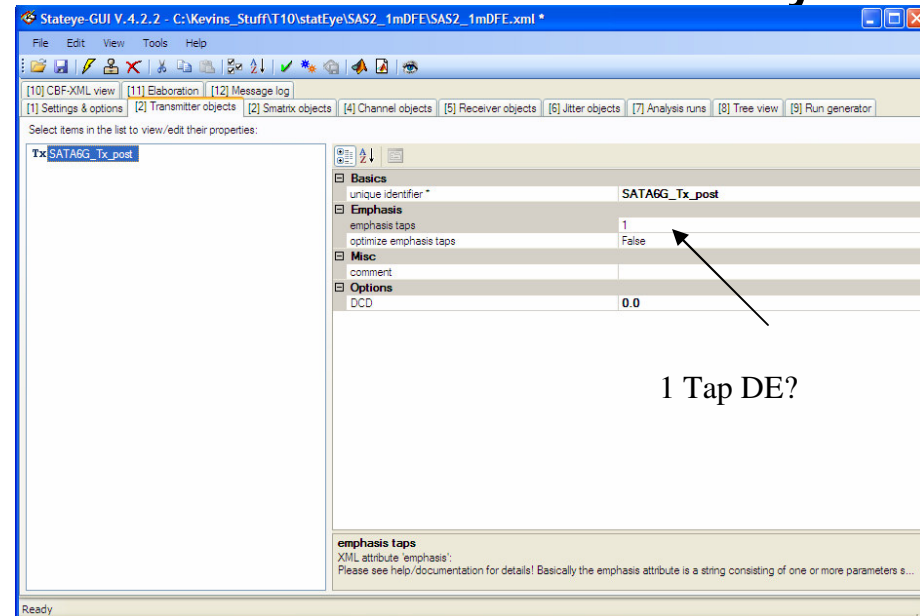 Stateye-GUI V.4.2.2 - C:\Kevins_Stuff\T10\statEye\SAS2_1mDFE\SAS2_1mDFE.xml *
File Edit View Tools Help
[10] CBF-XML view [11] Elaboration [12] Message log
[1] Settings & options [2] Transmitter objects [2] Smatrix objects [4] Channel objects [5] Receiver objects [6] Jitter objects [7] Analysis runs [8] Tree view [9] Run generator
Select items in the list to view/edit their properties:
Tx SATA6G_Tx_post
Basics
unique identifier * SATA6G_Tx_post
Emphasis
emphasis taps 1
optimize emphasis taps False
Misc
comment
Options
DCD 0.0
1 Tap DE?
emphasis taps
XML attribute 'emphasis':
Please see help/documentation for details! Basically the emphasis attribute is a string consisting of one or more parameters s...
Ready